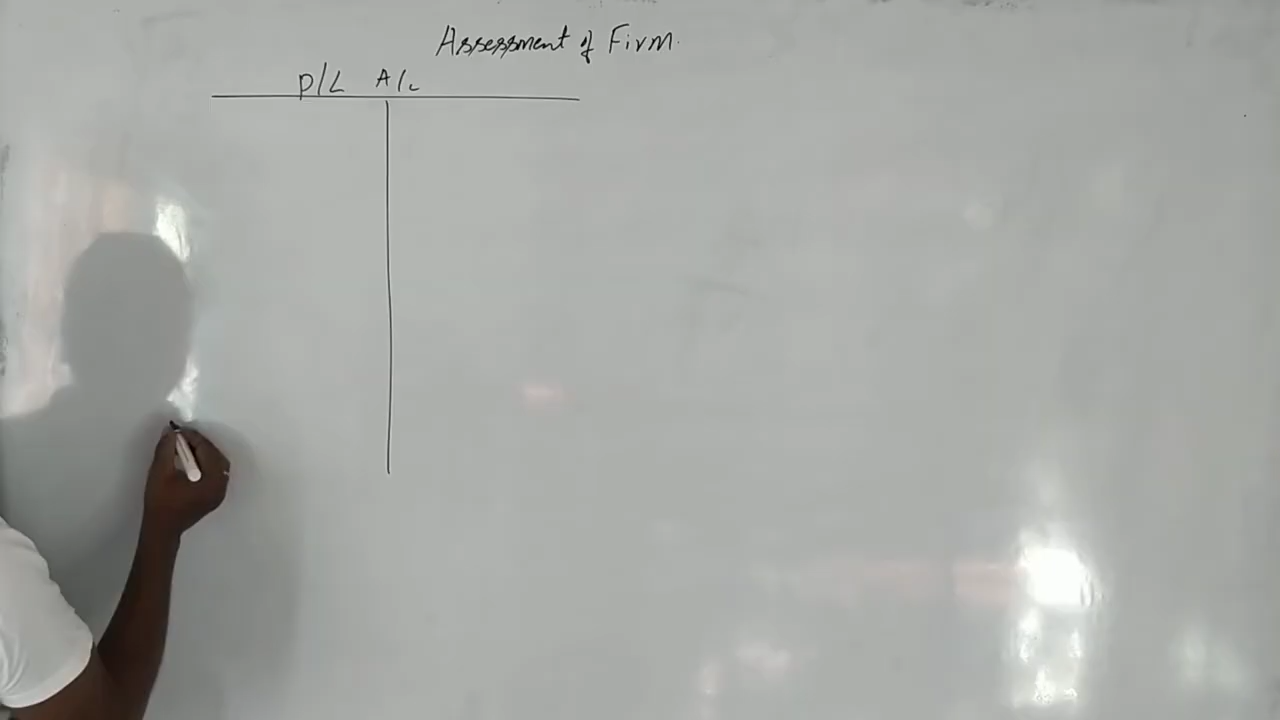 Assessment of Firm.
P/L A/c